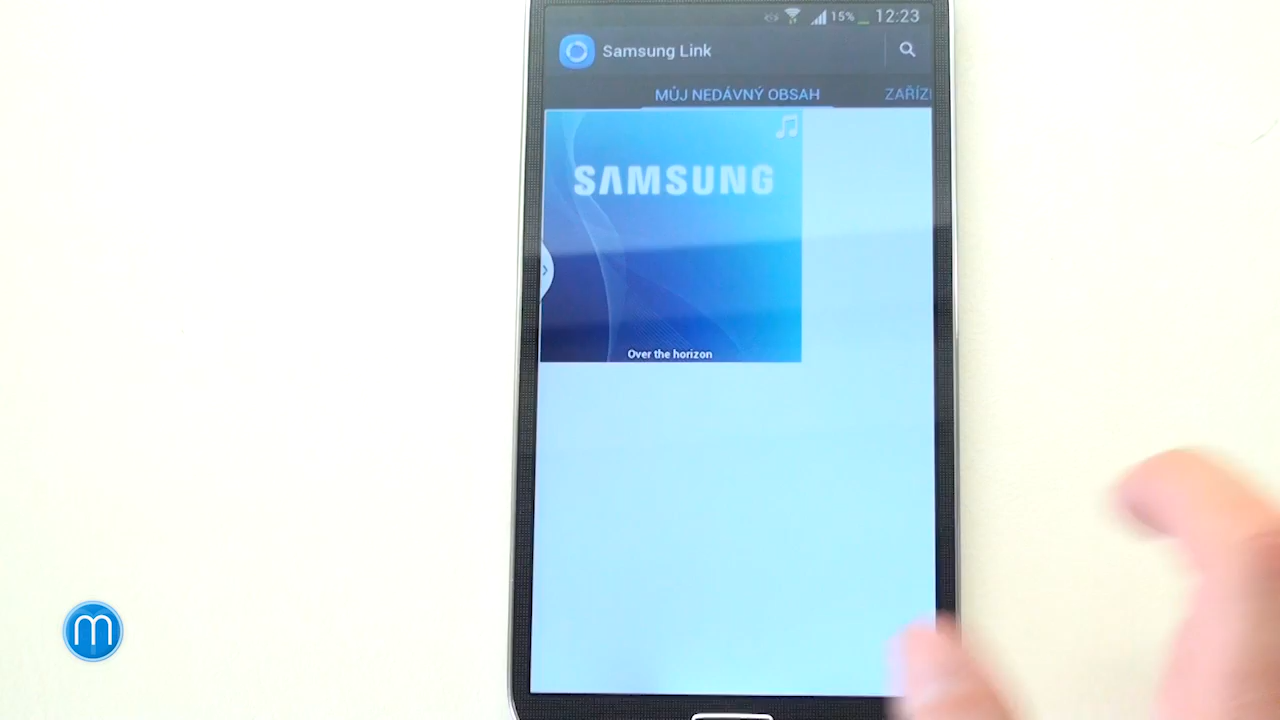 15% 12:23
Samsung Link
MŮJ NEDÁVNÝ OBSAH ZAŘÍZ
SAMSUNG
Over the horizon
m